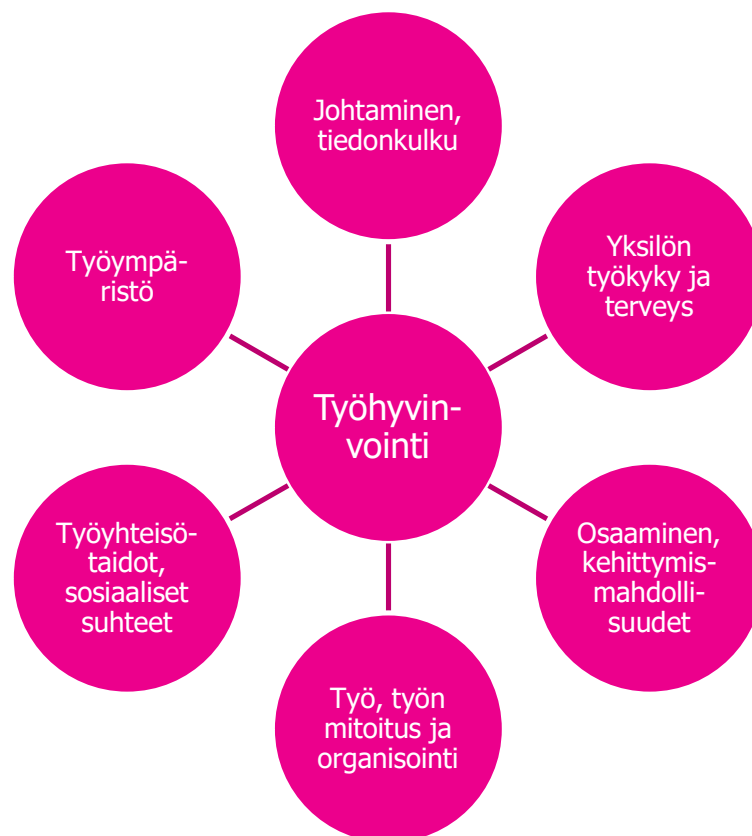 Johtaminen,
tiedonkulku
Yksilön
työkyky ja
terveys
Työympä-
ristö
Työhyvin-
vointi
Työyhteisö-
taidot,
sosiaaliset
suhteet
Osaaminen,
kehittymis-
mahdolli-
suudet
Työ, työn
mitoitus ja
organisointi